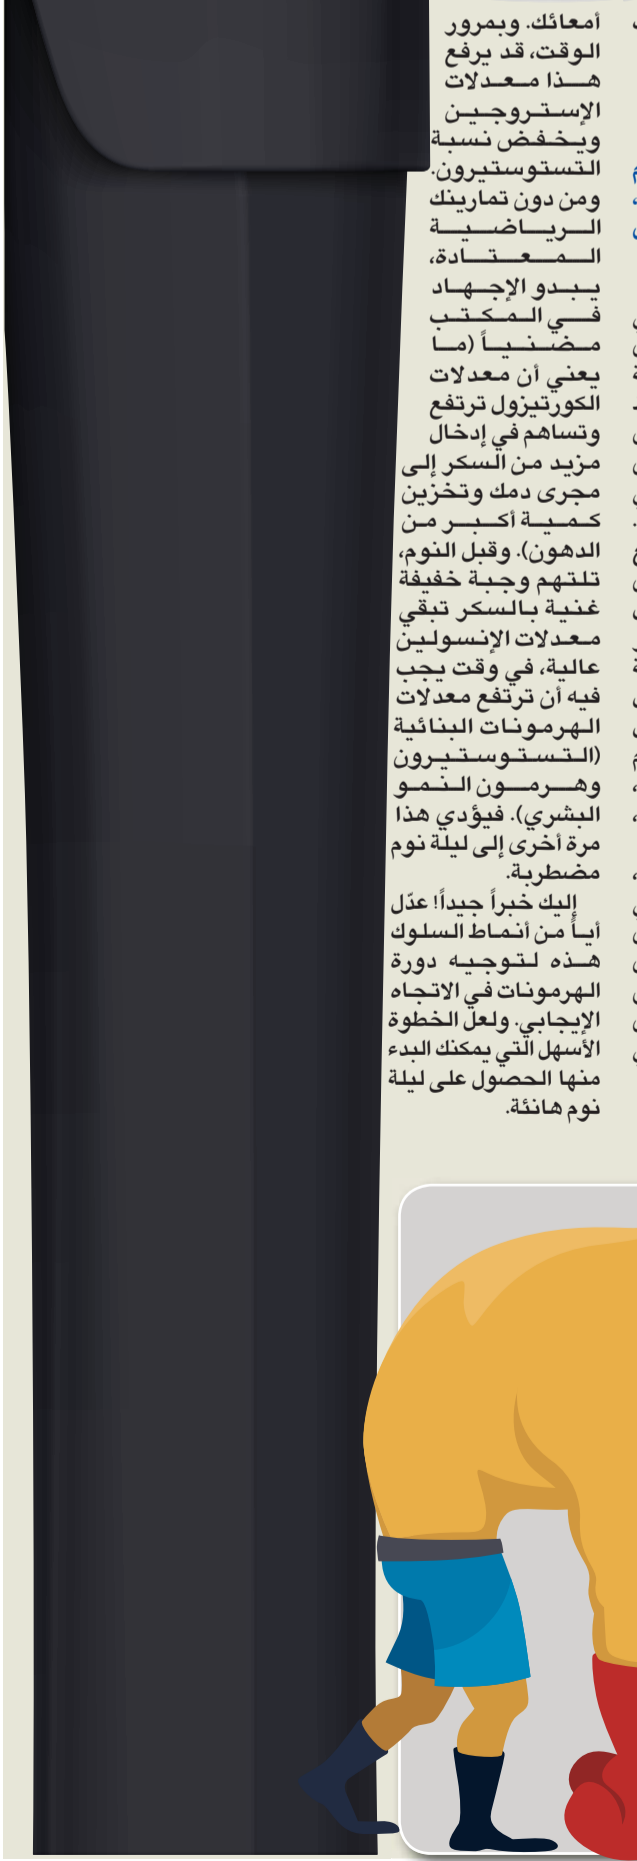 أمعائك. وبمرور
الوقت، قد يرفع
هذا معدلات
الإستروجين
ويخفض نسبة
التستوستيرون.
ومن دون تمارينك
الرياضية
المعتادة،
يبدو الإجهاد
في المكتب
مضنياً (ما
يعني أن معدلات
الكورتيزول ترتفع
وتساهم في إدخال
مزيد من السكر إلى
مجرى دمك وتخزين
كمية أكبر من
الدهون). وقبل النوم،
تلتهم وجبة خفيفة
غنية بالسكر تبقي
معدلات الإنسولين
عالية، في وقت يجب
فيه أن ترتفع معدلات
الهرمونات البنائية
(التستوستيرون
وهرمون النمو
البشري). فيؤدي هذا
مرة أخرى إلى ليلة نوم
مضطربة.
إليك خبراً جيداً! عدّل
أياً من أنماط السلوك
هذه لتوجيه دورة
الهرمونات في الاتجاه
الإيجابي. ولعل الخطوة
الأسهل التي يمكنك البدء
منها الحصول على ليلة
نوم هانئة.